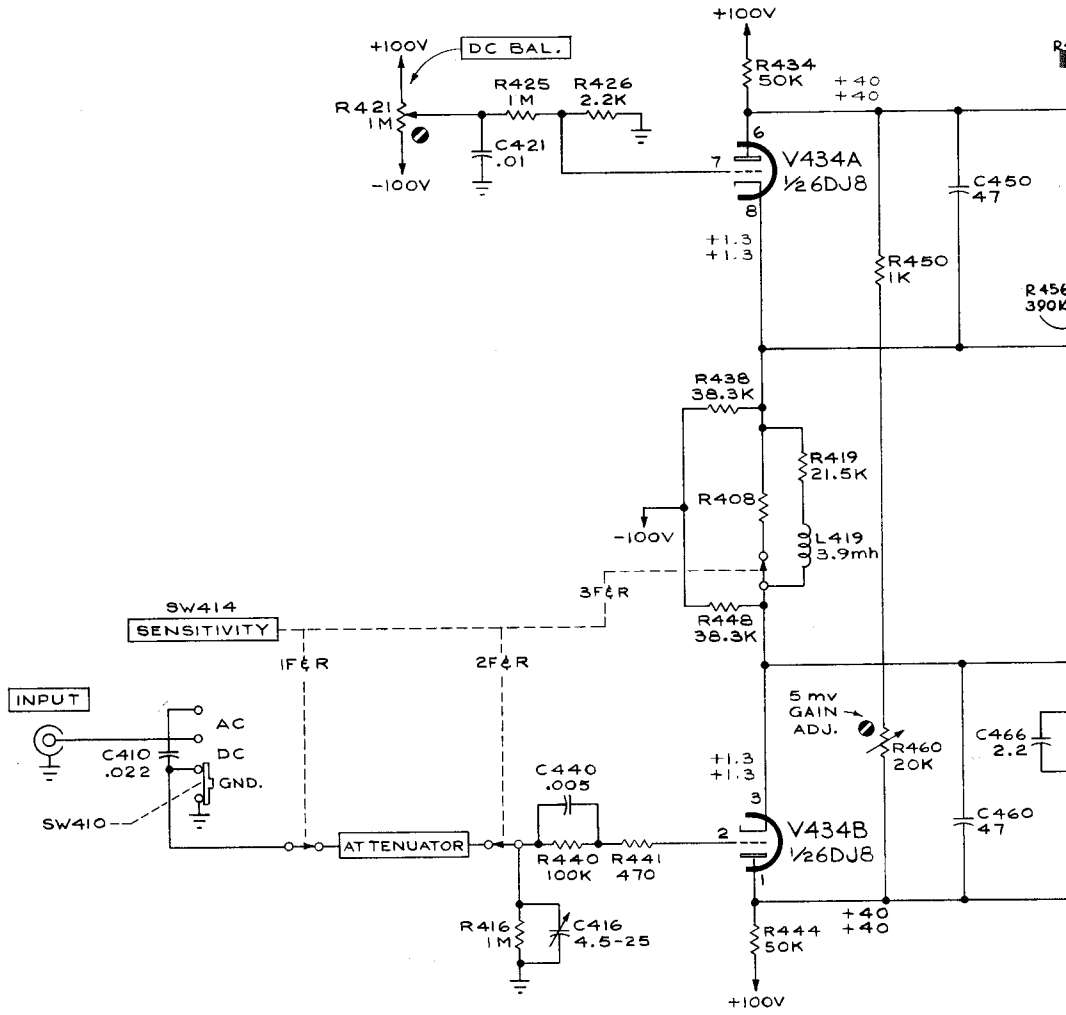 +100V
+100V
DC BAL.
R434
50K
+40
+40
R421
1M
R425
1M
R426
2.2K
C421
.01
-100V
6
7
8
V434A
1/2 6DJ8
C450
47
+1.3
+1.3
R450
1K
R456
390K
R438
38.3K
R419
21.5K
R408
-100V
L419
3.9mh
3F&R
SW414
SENSITIVITY
R448
38.3K
1F&R
2F&R
INPUT
AC
DC
GND.
C410
.022
SW410
5 mv
GAIN
ADJ.
R460
20K
C466
2.2
+1.3
+1.3
C440
.005
3
2
1
V434B
1/2 6DJ8
C460
47
ATTENUATOR
R440
100K
R441
470
R416
1M
C416
4.5-25
R444
50K
+40
+40
+100V